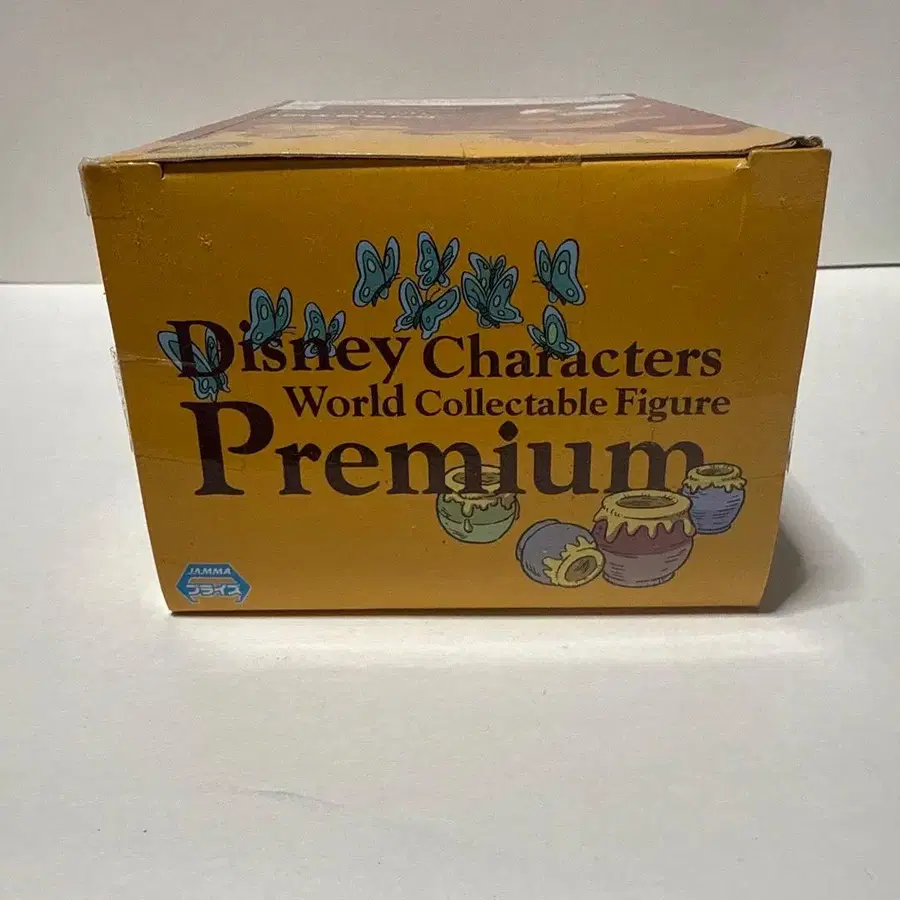 Disney Characters
World Collectable Figure
Premium
JAMMA
プライズ